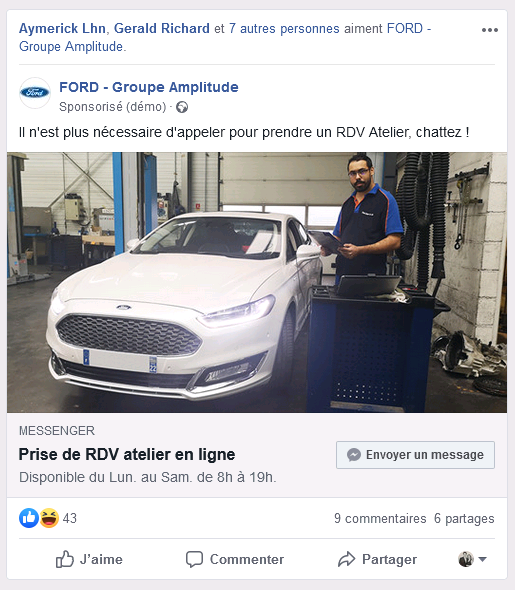 Aymerick Lhn, Gerald Richard et 7 autres personnes aiment FORD -
Groupe Amplitude.
Ford
FORD - Groupe Amplitude
Sponsorisé (démo) ·
Il n'est plus nécessaire d'appeler pour prendre un RDV Atelier, chattez !
MESSENGER
Prise de RDV atelier en ligne
Envoyer un message
Disponible du Lun. au Sam. de 8h à 19h.
43
9 commentaires 6 partages
J'aime
Commenter
Partager